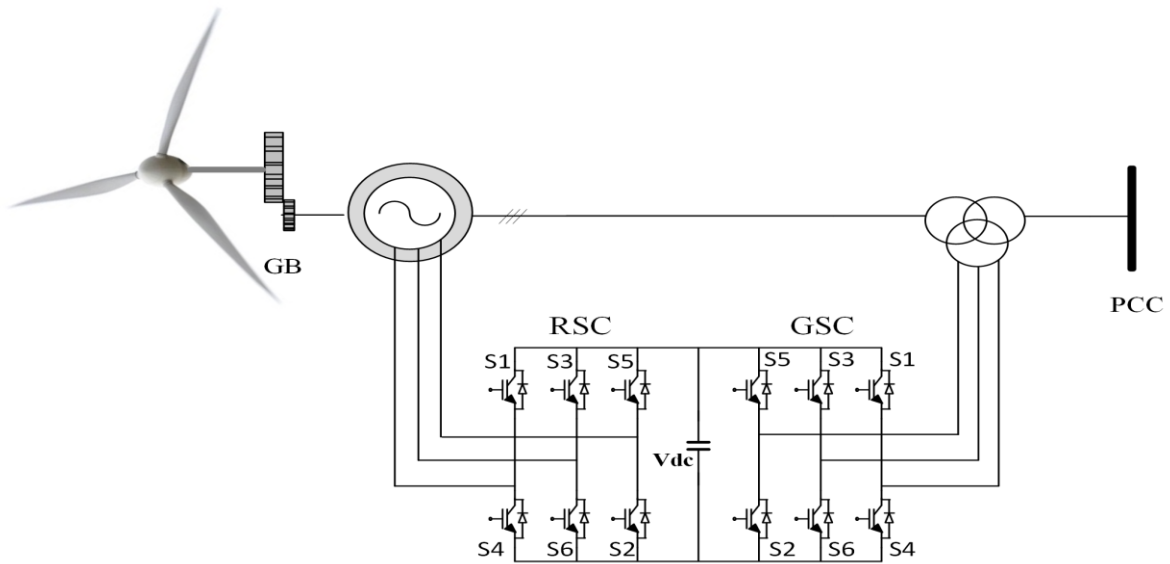 GB
PCC
RSC GSC
S1 S3 S5 S5 S3 S1
Vdc
S4 S6 S2 S2 S6 S4